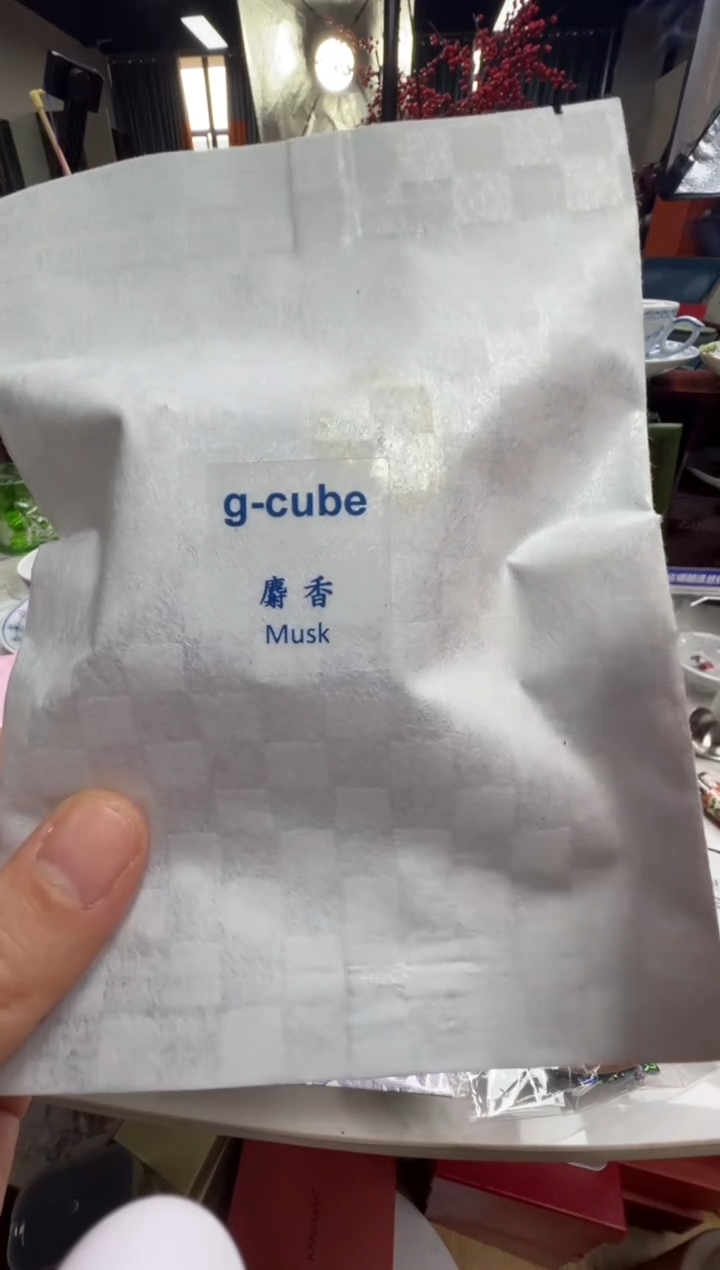 g-cube
麝香
Musk